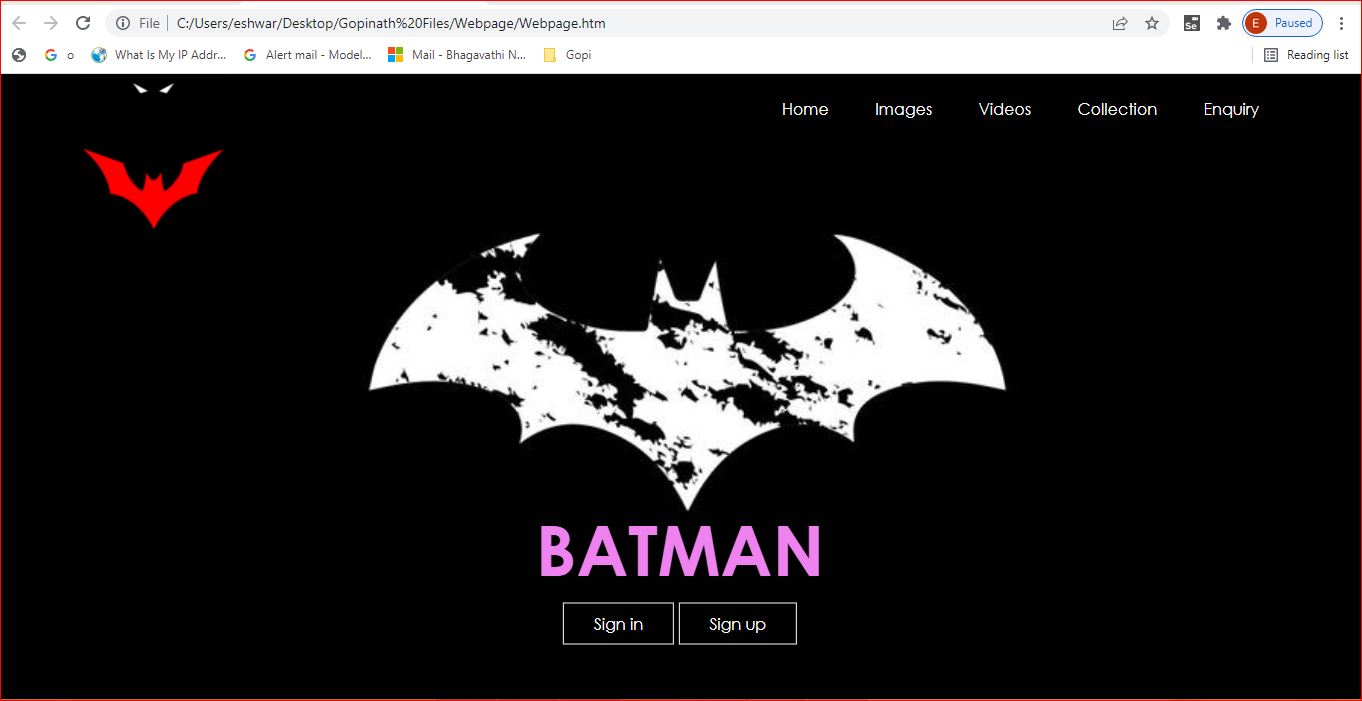 File C:/Users/eshwar/Desktop/Gopinath%20Files/Webpage/Webpage.htm Se E Paused
G o What Is My IP Addr... G Alert mail - Model... Mail - Bhagavathi N... Gopi Reading list
Home Images Videos Collection Enquiry
BATMAN
Sign in Sign up